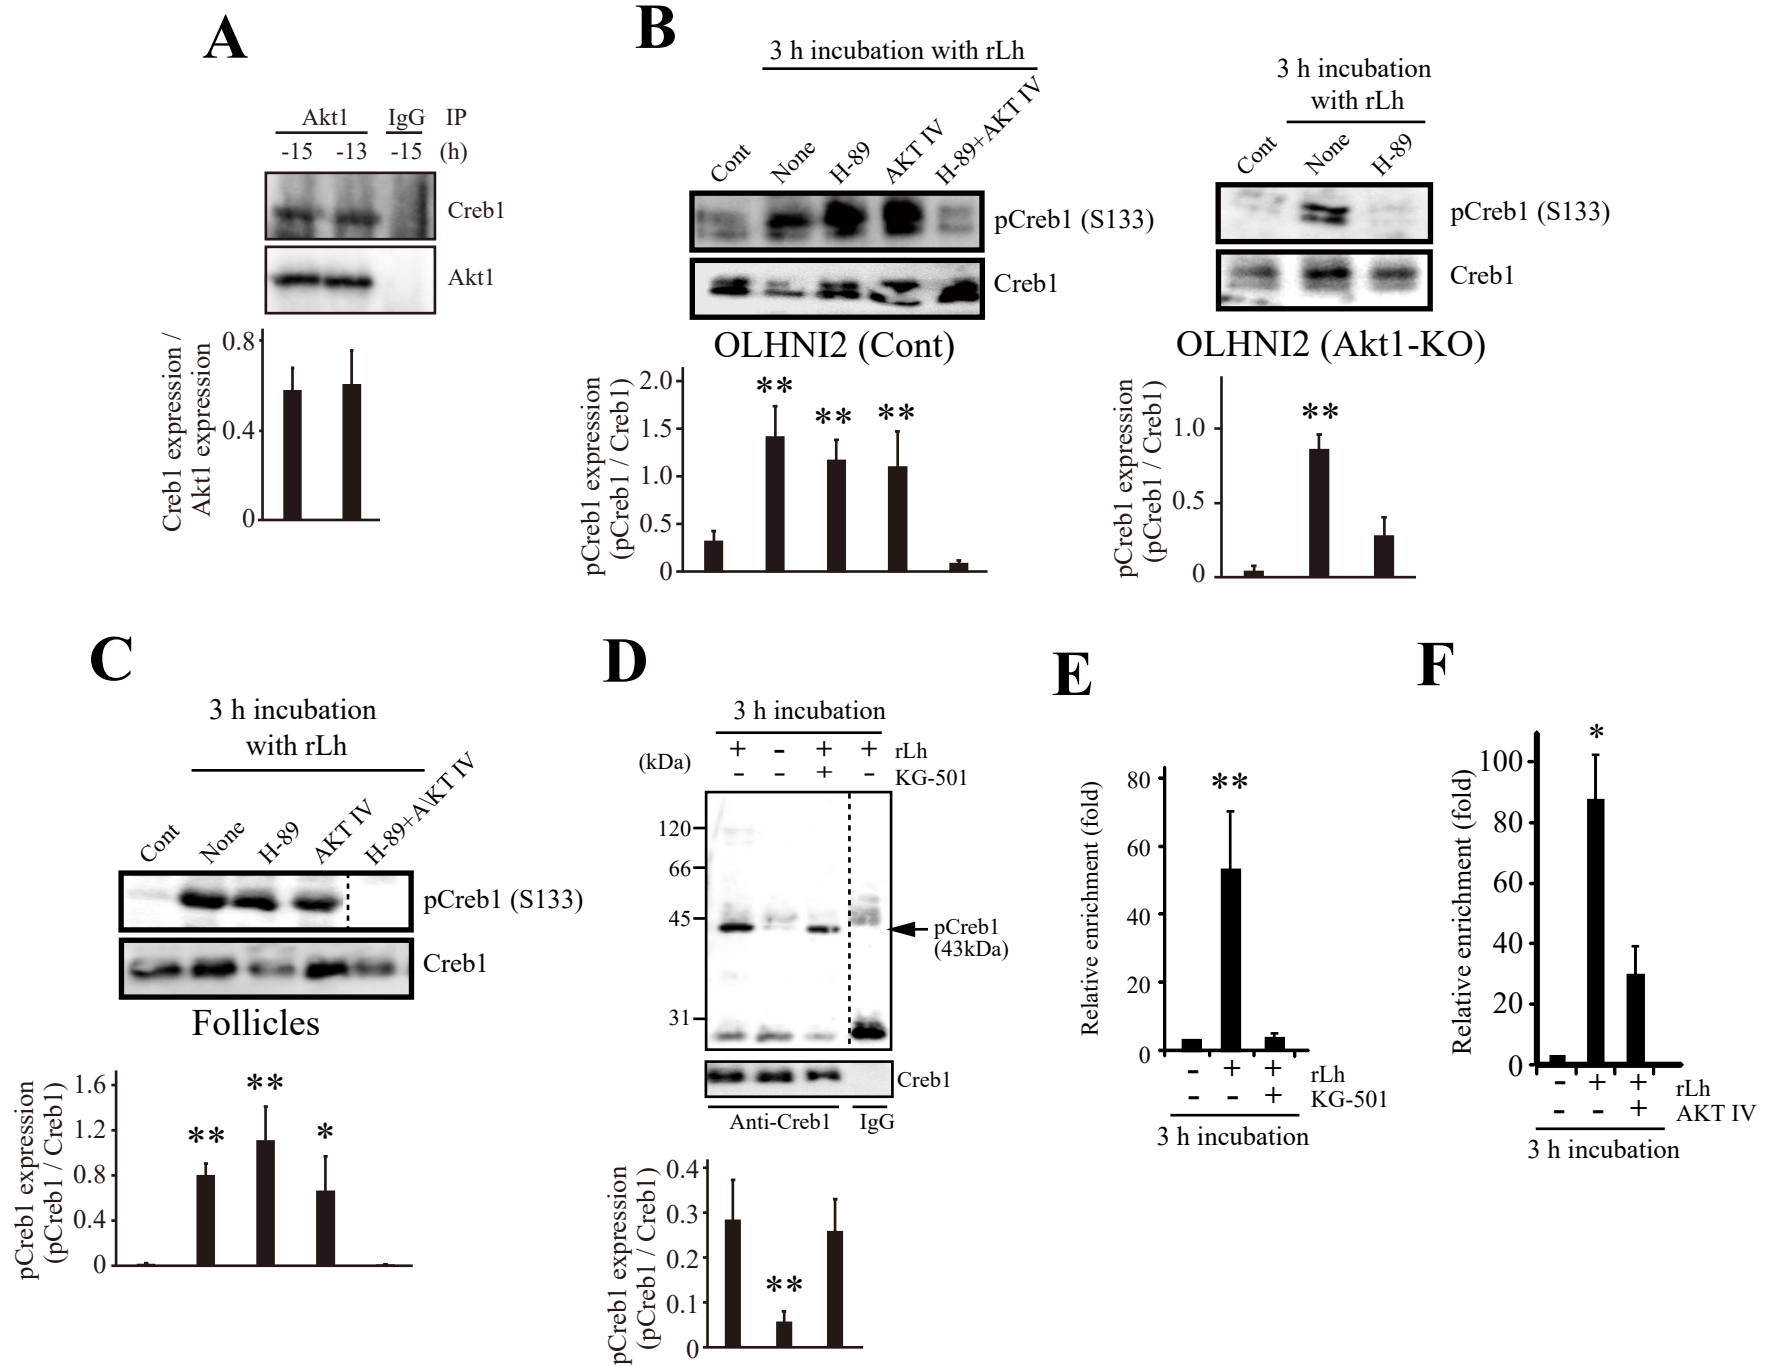 A
Akt1 IgG IP
-15 -13 -15 (h)
Creb1
Akt1
Creb1 expression /
Akt1 expression
0.8
0.4
0
B
3 h incubation with rLh
Cont None H-89 AKT IV H-89+AKT IV
pCreb1 (S133)
Creb1
OLHNI2 (Cont)
pCreb1 expression
(pCreb1 / Creb1)
2.0
1.5
1.0
0.5
0
** ** **
3 h incubation
with rLh
Cont None H-89
pCreb1 (S133)
Creb1
OLHNI2 (Akt1-KO)
pCreb1 expression
(pCreb1 / Creb1)
1.0
0.5
0
**
C
3 h incubation
with rLh
Cont None H-89 AKT IV H-89+A\KT IV
pCreb1 (S133)
Creb1
Follicles
pCreb1 expression
(pCreb1 / Creb1)
1.6
1.2
0.8
0.4
0
** ** *
D
3 h incubation
+ - + + rLh
- - + - KG-501
(kDa)
120
66
45
31
pCreb1
(43kDa)
Creb1
Anti-Creb1 IgG
pCreb1 expression
(pCreb1 / Creb1)
0.4
0.3
0.2
0.1
0
**
E
Relative enrichment (fold)
80
60
40
20
0
**
- + + rLh
- - + KG-501
3 h incubation
F
Relative enrichment (fold)
100
80
60
40
20
0
*
- + + rLh
- - + AKT IV
3 h incubation